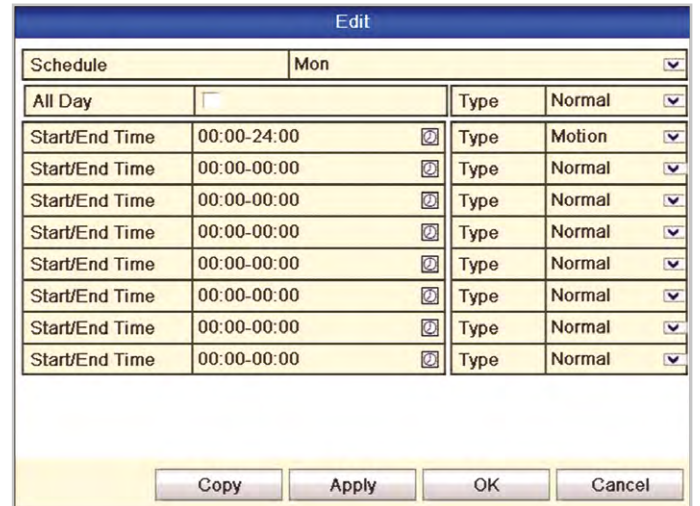 Edit
Schedule Mon
All Day Type Normal
Start/End Time 00:00-24:00 Type Motion
Start/End Time 00:00-00:00 Type Normal
Start/End Time 00:00-00:00 Type Normal
Start/End Time 00:00-00:00 Type Normal
Start/End Time 00:00-00:00 Type Normal
Start/End Time 00:00-00:00 Type Normal
Start/End Time 00:00-00:00 Type Normal
Start/End Time 00:00-00:00 Type Normal
Copy Apply OK Cancel